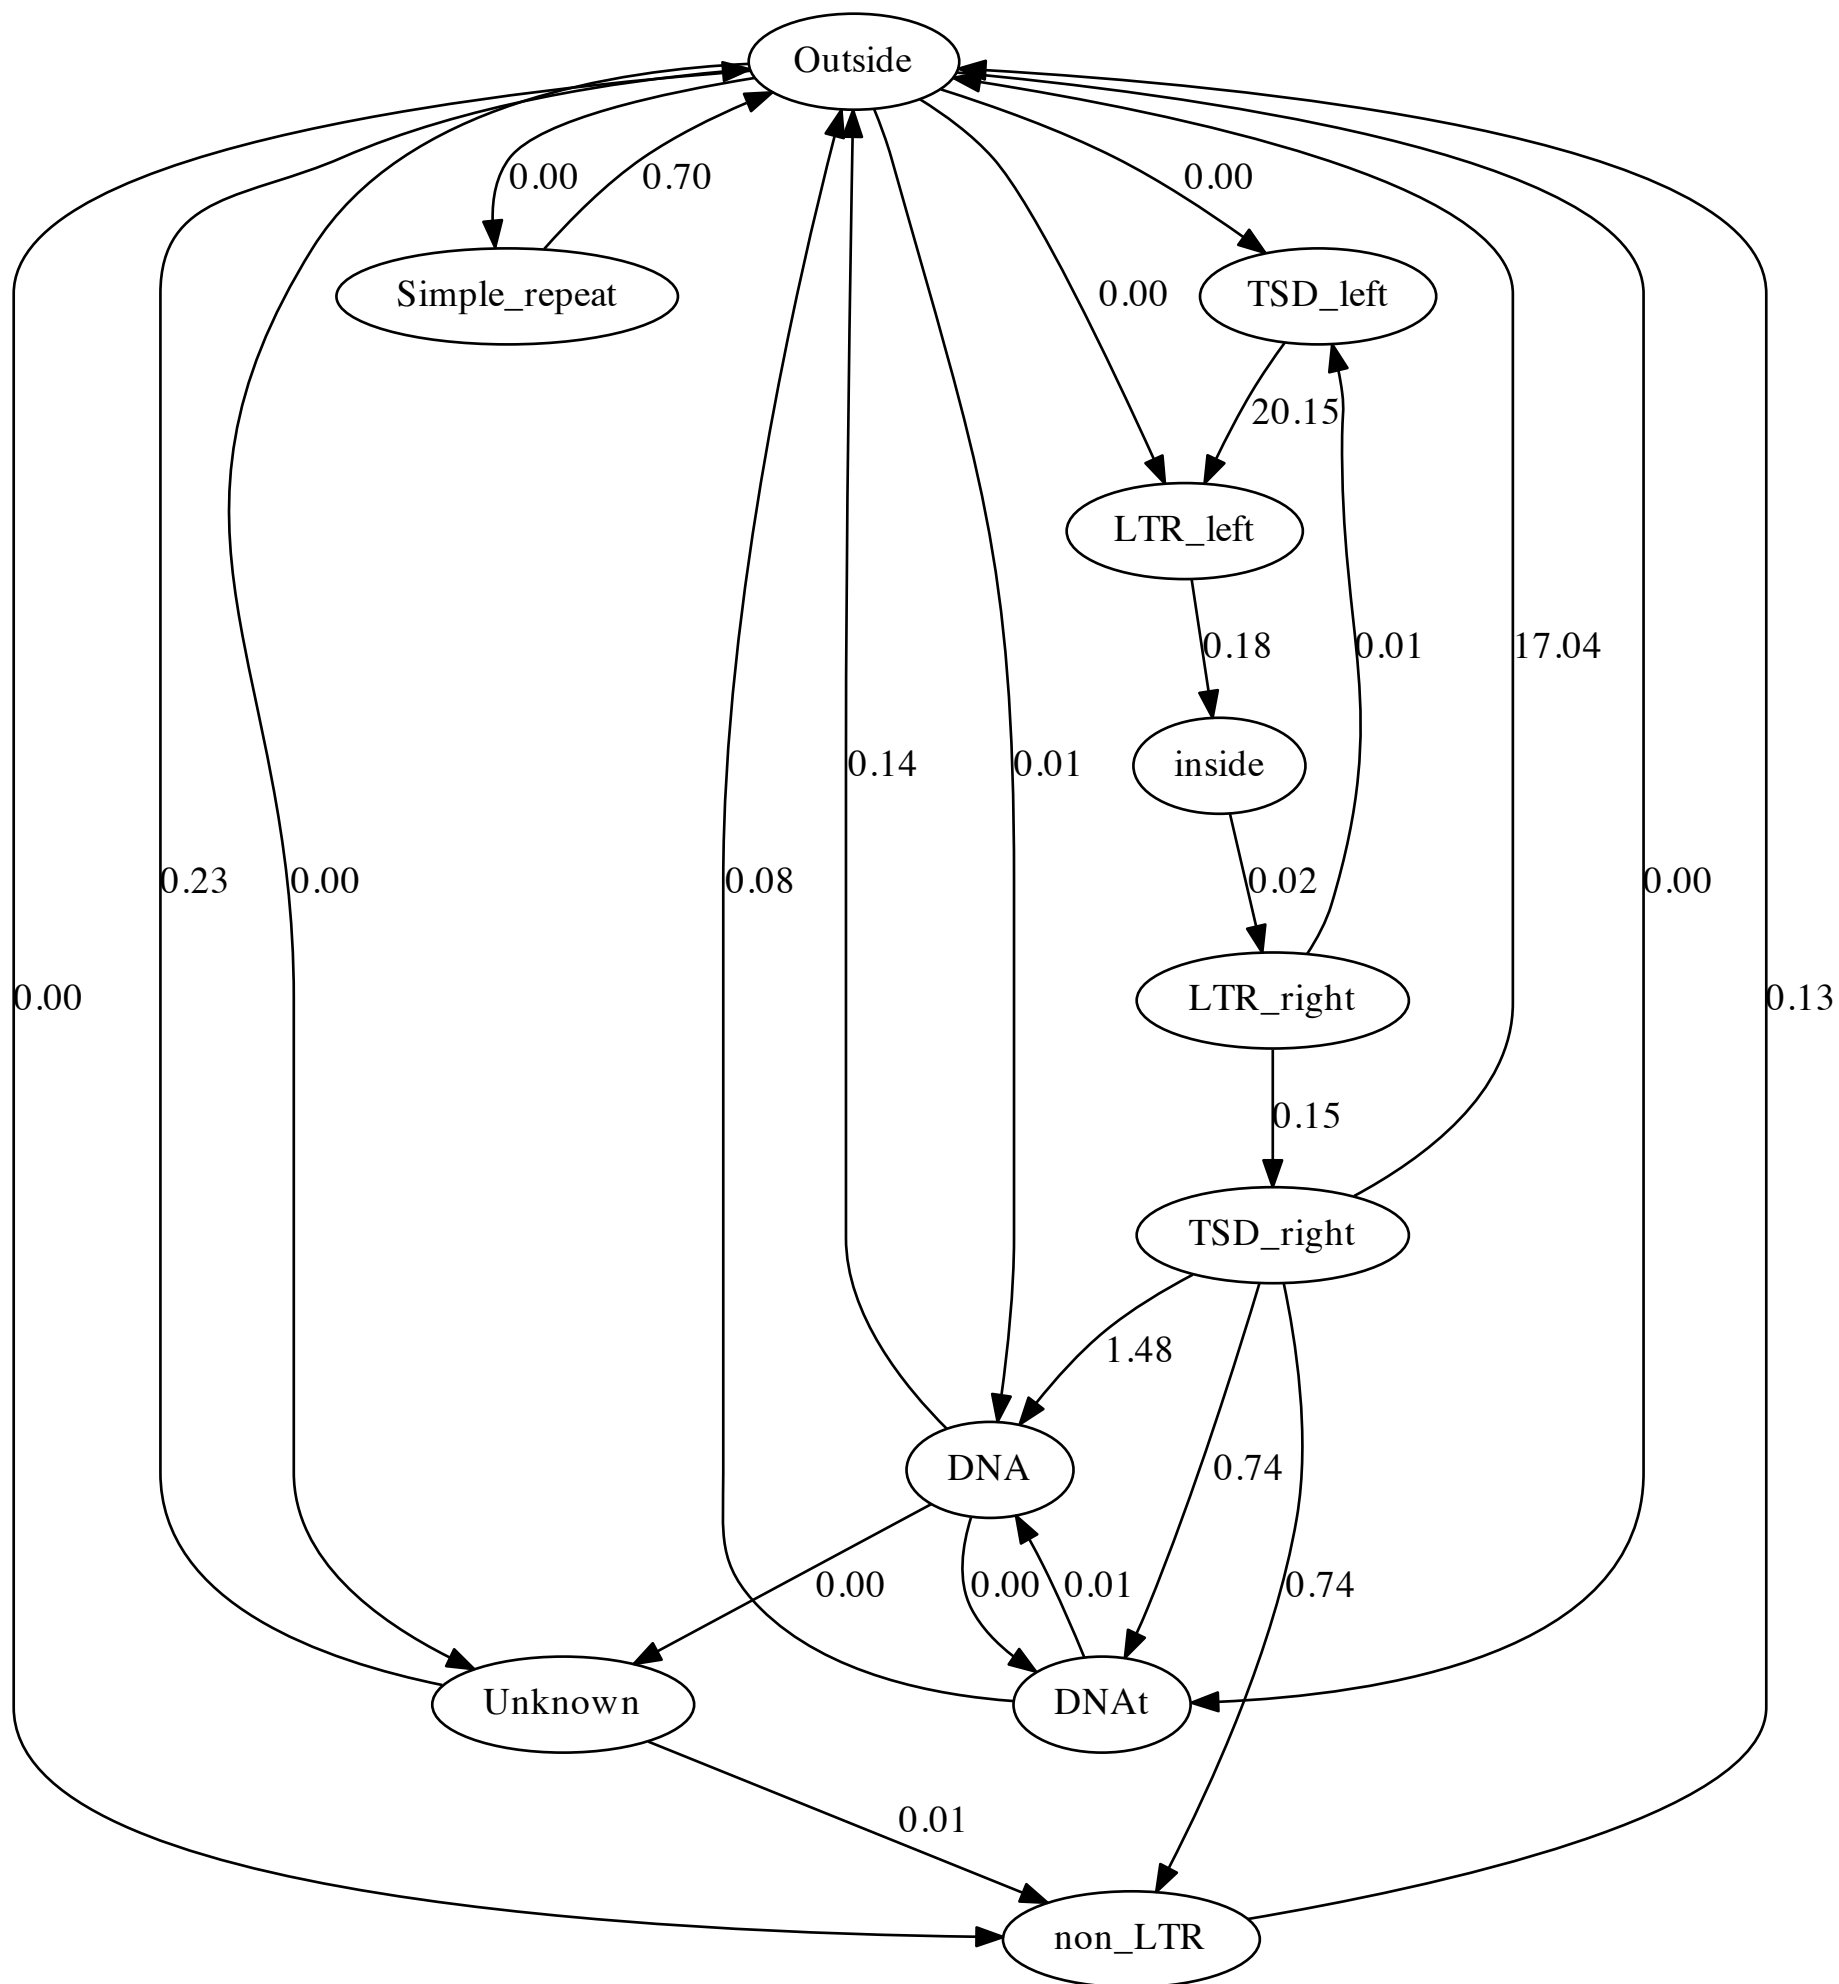 Outside
0.00
0.70
0.00
Simple_repeat
0.00
TSD_left
20.15
LTR_left
0.18
0.01
17.04
0.14
0.01
inside
0.23
0.00
0.08
0.02
0.00
0.00
LTR_right
0.13
0.15
TSD_right
1.48
DNA
0.74
0.00
0.00
0.01
0.74
Unknown
DNAt
0.01
non_LTR